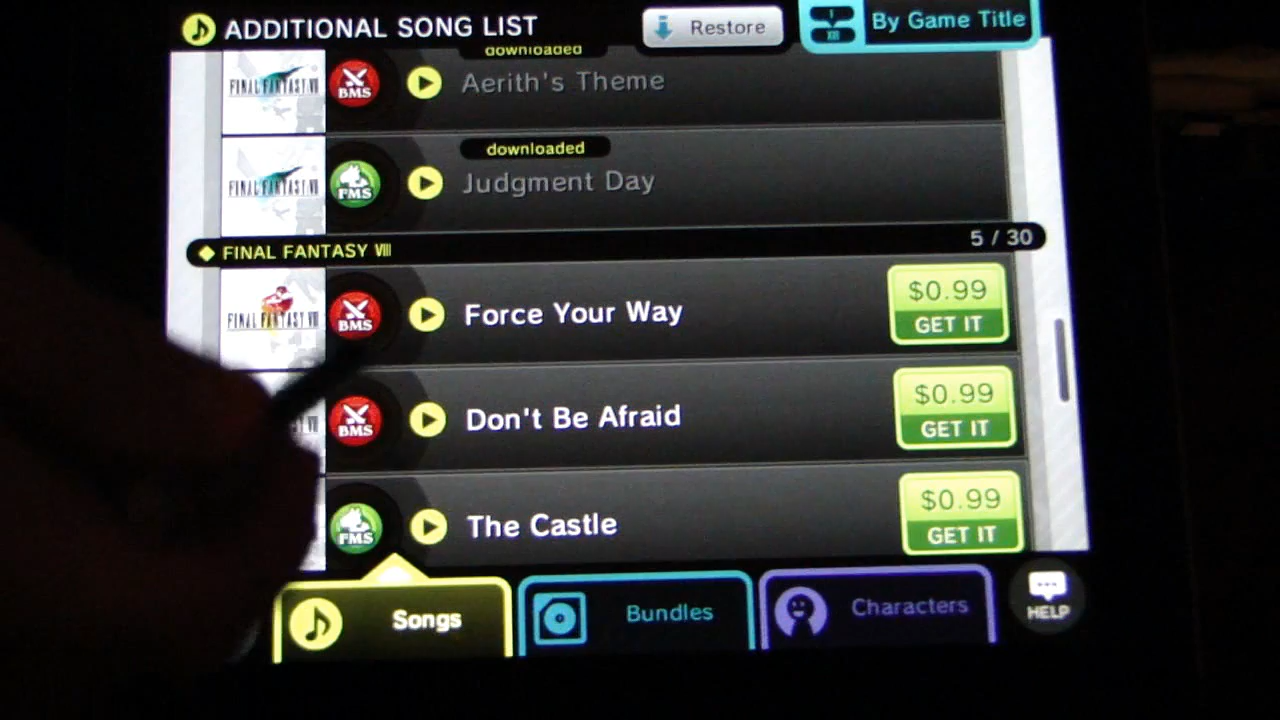 ADDITIONAL SONG LIST
Restore
By Game Title
I
XIII
downloaded
FINAL FANTASY VII
BMS
Aerith's Theme
downloaded
FINAL FANTASY VII
FMS
Judgment Day
FINAL FANTASY VIII
5 / 30
FINAL FANTASY VIII
BMS
Force Your Way
$0.99
GET IT
BMS
Don't Be Afraid
$0.99
GET IT
FMS
The Castle
$0.99
GET IT
Songs
Bundles
Characters
HELP